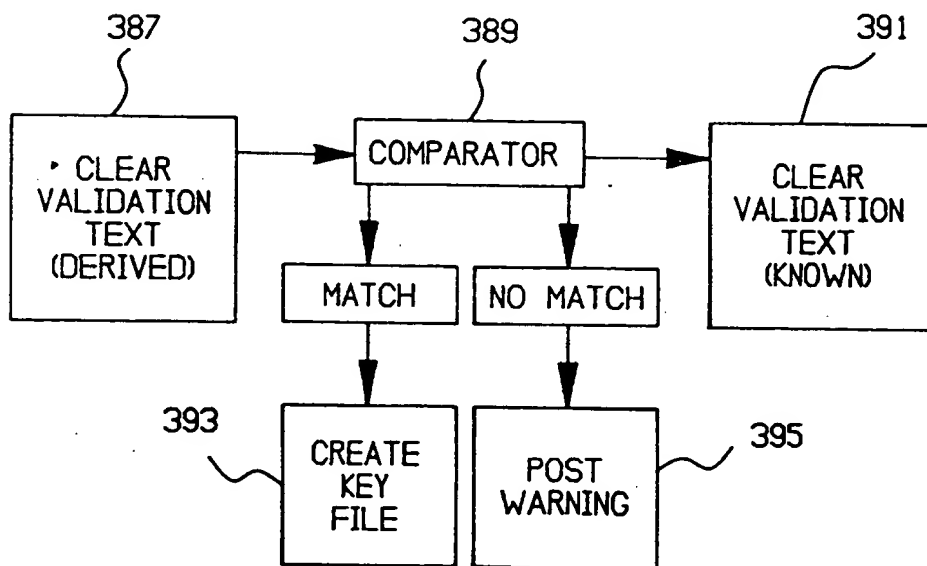 387
389
391
CLEAR
VALIDATION
TEXT
(DERIVED)
COMPARATOR
CLEAR
VALIDATION
TEXT
(KNOWN)
MATCH
NO MATCH
393
CREATE
KEY
FILE
POST
WARNING
395